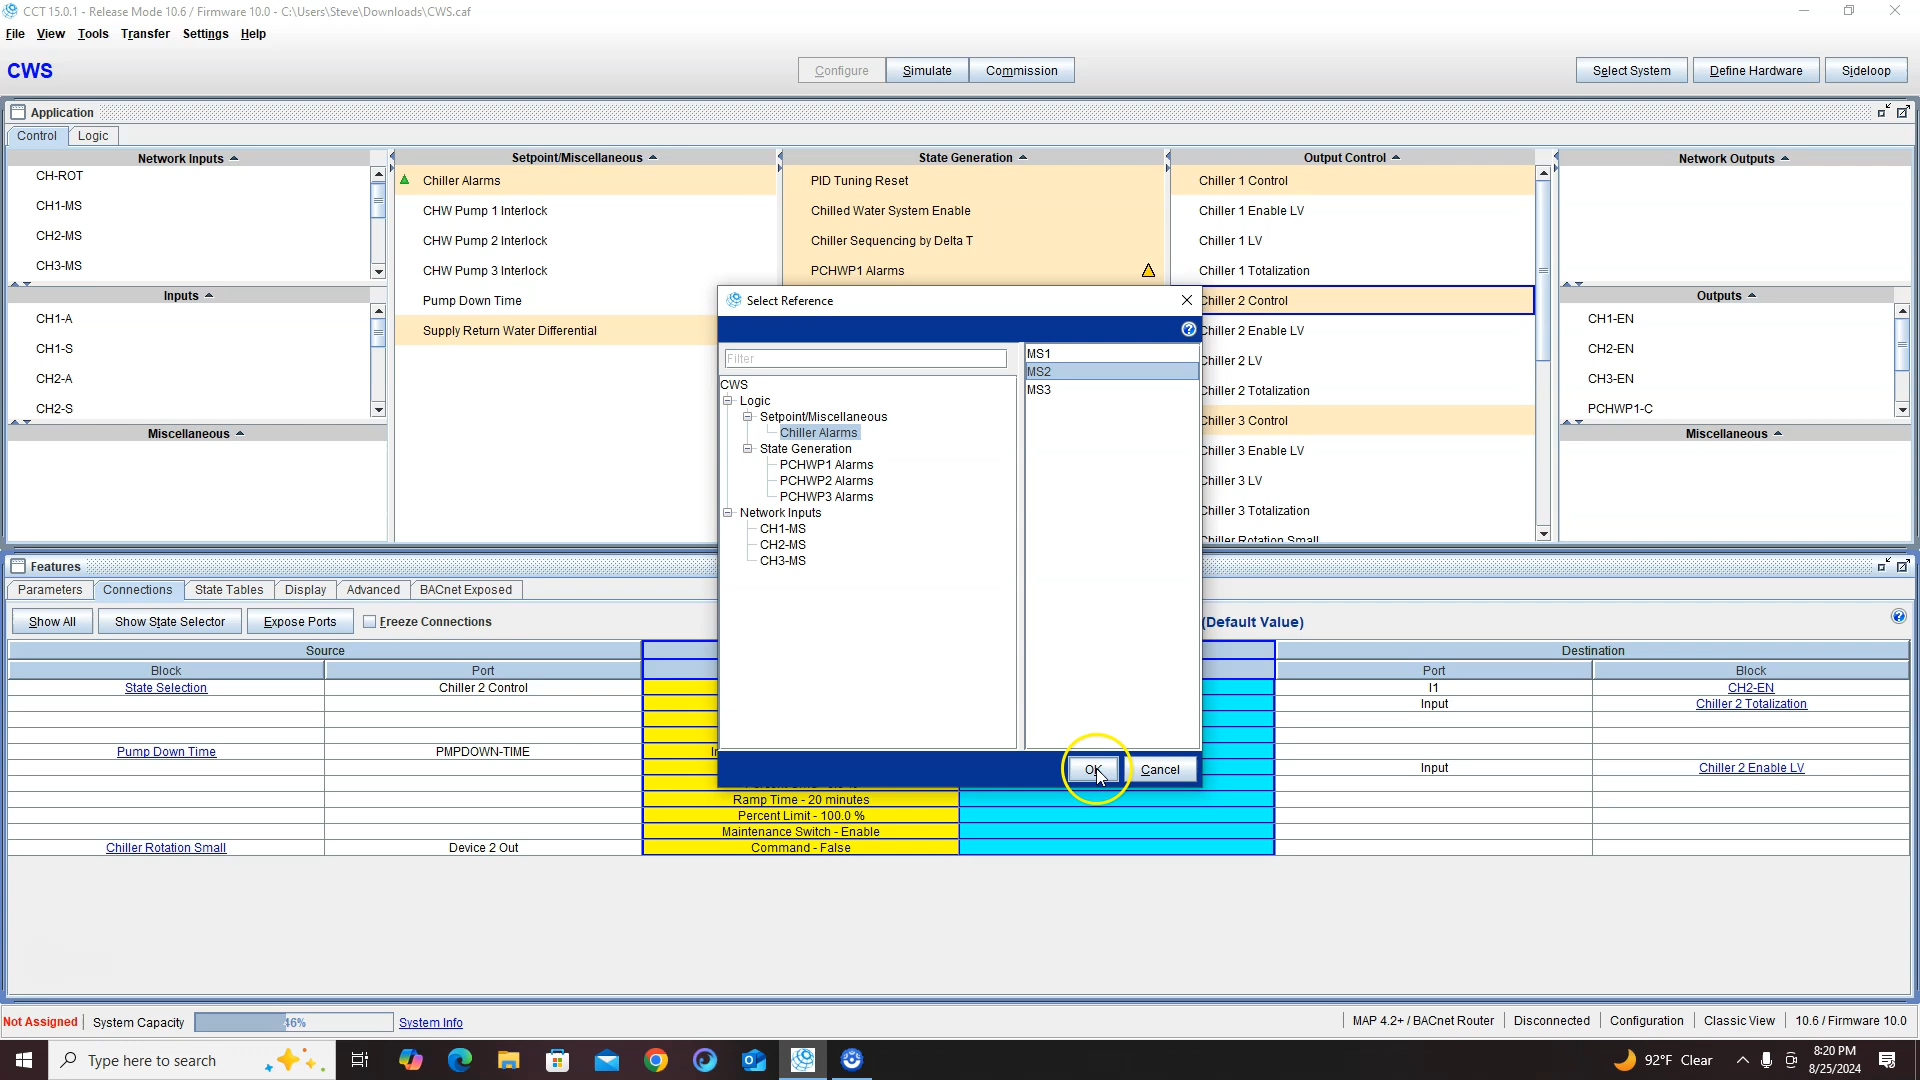 CCT 15.0.1 - Release Mode 10.6 / Firmware 10.0 - C:\Users\Steve\Downloads\CWS.caf
File View Tools Transfer Settings Help
CWS
Configure Simulate Commission
Select System Define Hardware Sideloop
Application
Control Logic
Network Inputs
CH-ROT
CH1-MS
CH2-MS
CH3-MS
Inputs
CH1-A
CH1-S
CH2-A
CH2-S
Miscellaneous
Setpoint/Miscellaneous
Chiller Alarms
CHW Pump 1 Interlock
CHW Pump 2 Interlock
CHW Pump 3 Interlock
Pump Down Time
Supply Return Water Differential
State Generation
PID Tuning Reset
Chilled Water System Enable
Chiller Sequencing by Delta T
PCHWP1 Alarms
Output Control
Chiller 1 Control
Chiller 1 Enable LV
Chiller 1 LV
Chiller 1 Totalization
Chiller 2 Control
Chiller 2 Enable LV
Chiller 2 LV
Chiller 2 Totalization
Chiller 3 Control
Chiller 3 Enable LV
Chiller 3 LV
Chiller 3 Totalization
Chiller Rotation Small
Network Outputs
Outputs
CH1-EN
CH2-EN
CH3-EN
PCHWP1-C
Miscellaneous
Select Reference
Filter
CWS
Logic
Setpoint/Miscellaneous
Chiller Alarms
State Generation
PCHWP1 Alarms
PCHWP2 Alarms
PCHWP3 Alarms
Network Inputs
CH1-MS
CH2-MS
CH3-MS
MS1
MS2
MS3
OK Cancel
Features
Parameters Connections State Tables Display Advanced BACnet Exposed
Show All Show State Selector Expose Ports Freeze Connections
(Default Value)
Source Destination
Block Port Port Block
State Selection Chiller 2 Control I1 CH2-EN
Input Chiller 2 Totalization
Pump Down Time PMPDOWN-TIME
Input Chiller 2 Enable LV
Ramp Time - 20 minutes
Percent Limit - 100.0 %
Maintenance Switch - Enable
Chiller Rotation Small Device 2 Out Command - False
Not Assigned System Capacity 46% System Info
MAP 4.2+ / BACnet Router Disconnected Configuration Classic View 10.6 / Firmware 10.0
Type here to search
92°F Clear
8:20 PM
8/25/2024